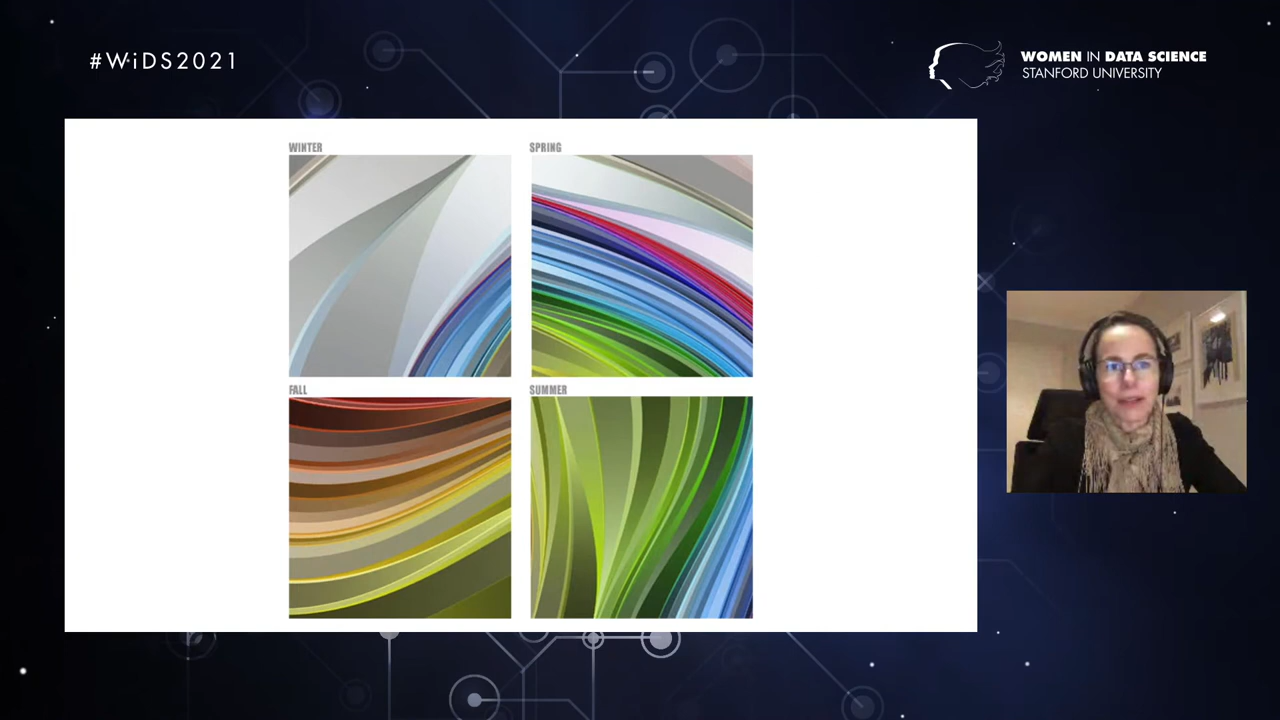 #WiDS2021
WOMEN IN DATA SCIENCE
STANFORD UNIVERSITY
WINTER
SPRING
FALL
SUMMER